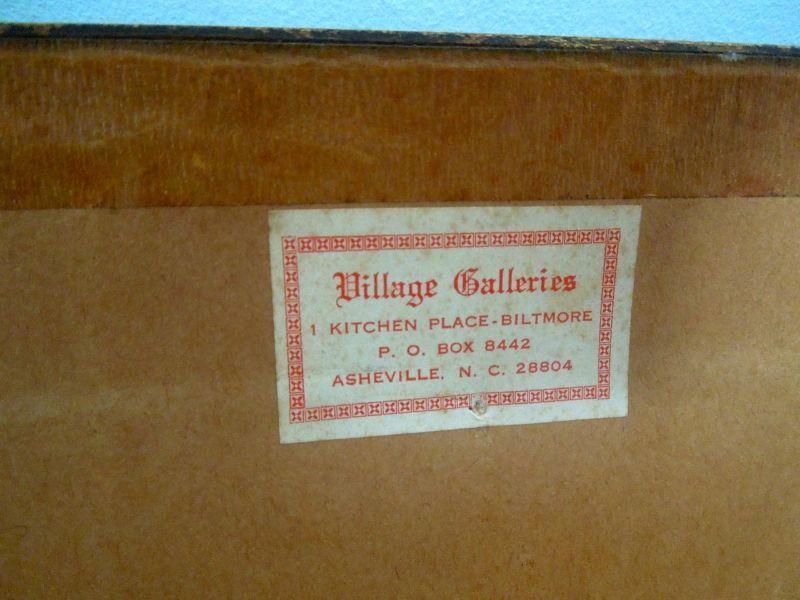 Village Galleries
1 KITCHEN PLACE-BILTMORE
P. O. BOX 8442
ASHEVILLE, N. C. 28804